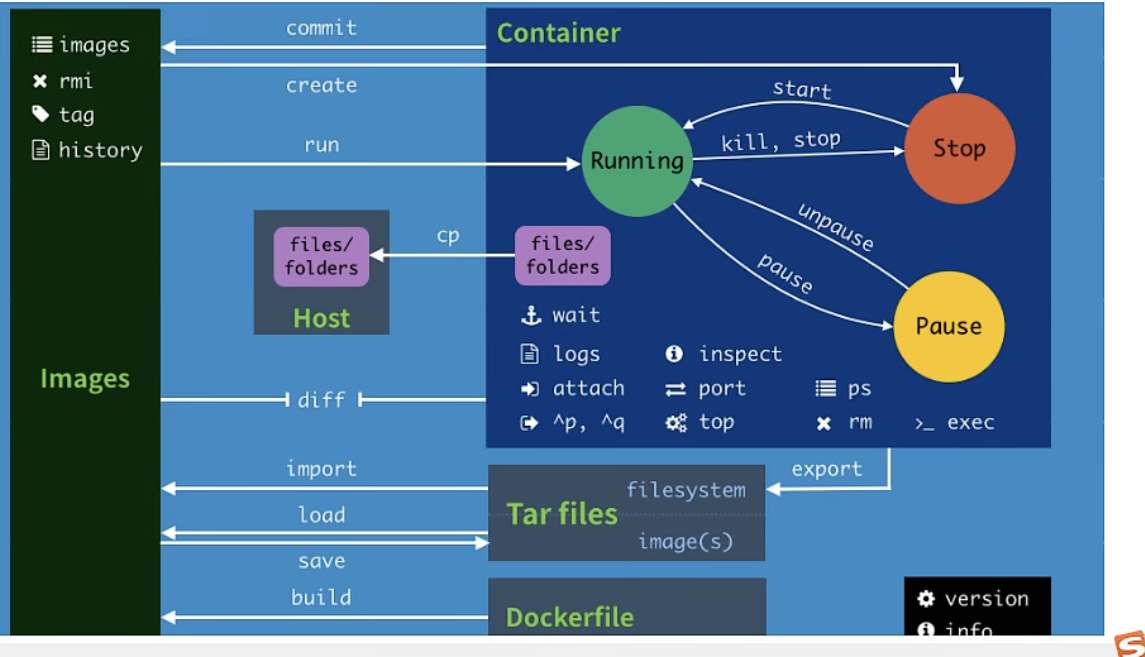 images
rmi
tag
history
Images
commit
create
run
Container
start
kill, stop
Running
Stop
unpause
pause
Pause
files/
folders
Host
cp
files/
folders
wait
logs
inspect
attach
port
ps
^p, ^q
top
rm
>_ exec
diff
import
load
save
build
export
filesystem
Tar files
image(s)
Dockerfile
version
info